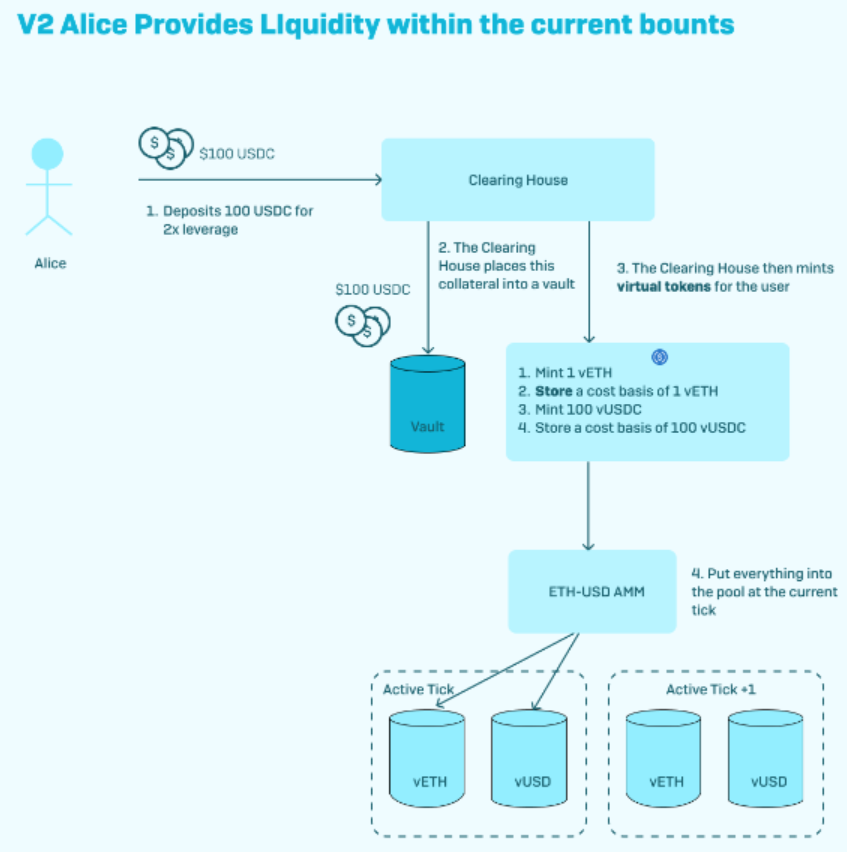 V2 Alice Provides LIquidity within the current bounts
$100 USDC
Clearing House
1. Deposits 100 USDC for
2x leverage
Alice
2. The Clearing
House places this
collateral into a vault
3. The Clearing House then mints
virtual tokens for the user
$100 USDC
1. Mint 1 vETH
2. Store a cost basis of 1 vETH
3. Mint 100 vUSDC
4. Store a cost basis of 100 vUSDC
Vault
ETH-USD AMM
4. Put everything into
the pool at the current
tick
Active Tick
Active Tick +1
vETH
vUSD
vETH
vUSD